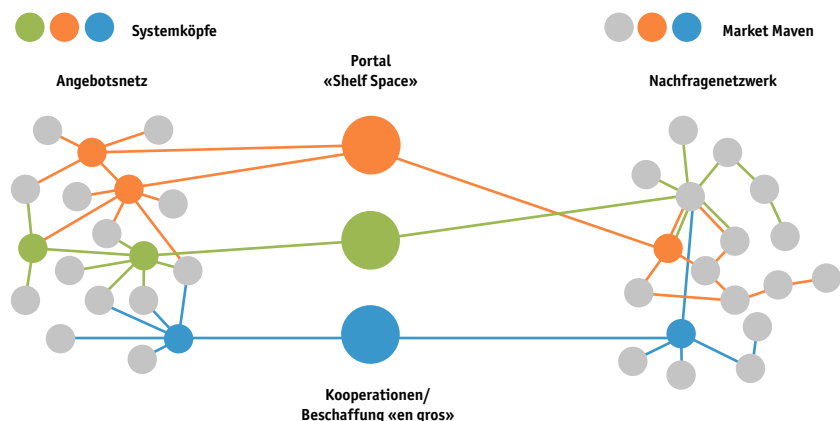 Systemköpfe
Market Maven
Angebotsnetz
Portal
«Shelf Space»
Nachfragenetzwerk
Kooperationen/
Beschaffung «en gros»